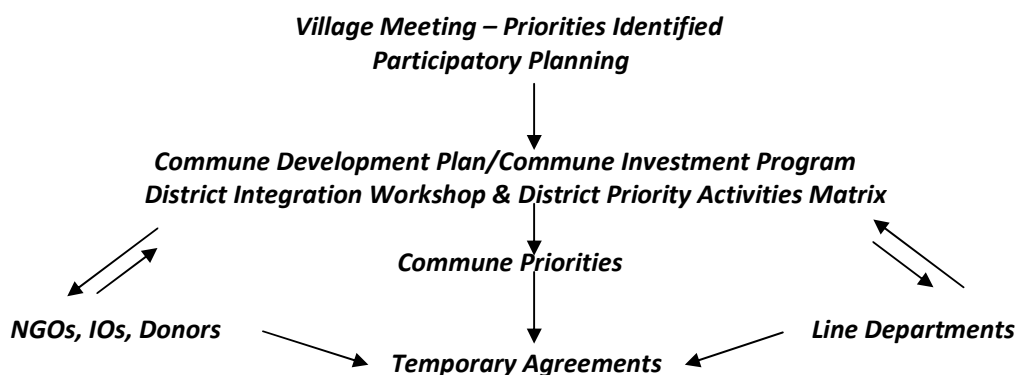 Village Meeting – Priorities Identified
Participatory Planning
Commune Development Plan/Commune Investment Program
District Integration Workshop & District Priority Activities Matrix
Commune Priorities
NGOs, IOs, Donors
Line Departments
Temporary Agreements